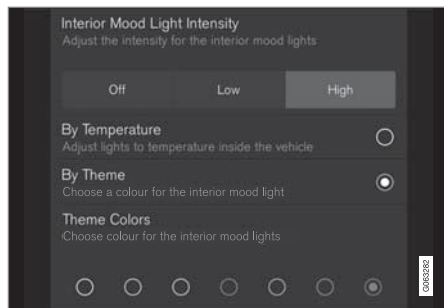 Interior Mood Light Intensity
Adjust the intensity for the interior mood lights
Off Low High
By Temperature
Adjust lights to temperature inside the vehicle
By Theme
Choose a colour for the interior mood light
Theme Colors
Choose colour for the interior mood lights
G063282